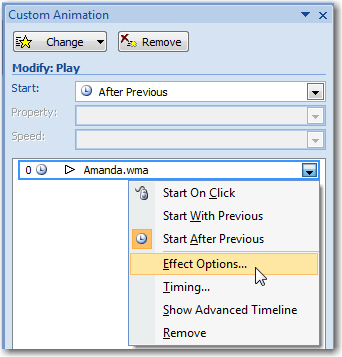 Custom Animation
Change Remove
Modify: Play
Start: After Previous
Property:
Speed:
0 Amanda.wma
Start On Click
Start With Previous
Start After Previous
Effect Options...
Timing...
Show Advanced Timeline
Remove